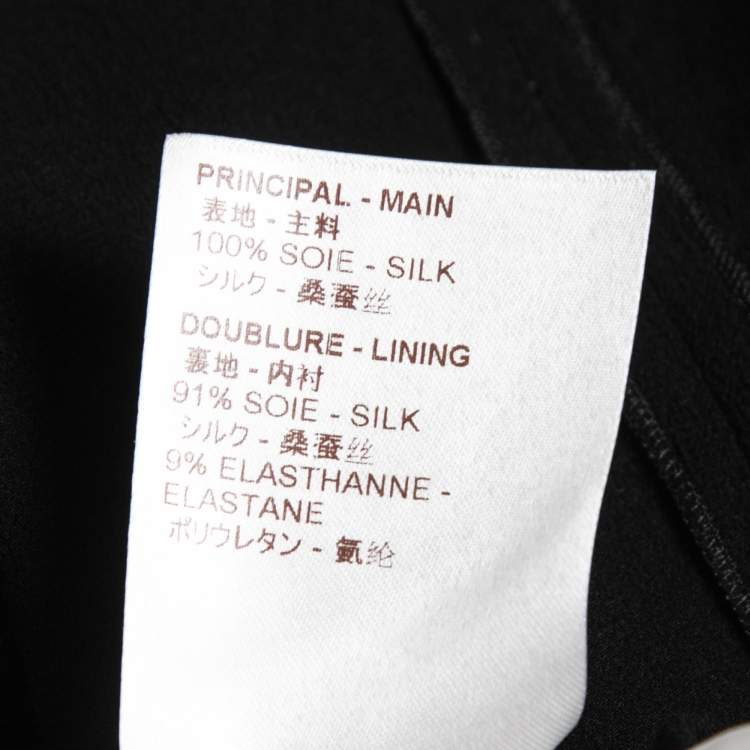 PRINCIPAL - MAIN
表地 - 主料
100% SOIE - SILK
シルク - 桑蚕丝
DOUBLURE - LINING
裏地 - 内衬
91% SOIE - SILK
シルク - 桑蚕丝
9% ELASTHANNE -
ELASTANE
ポリウレタン - 氨纶